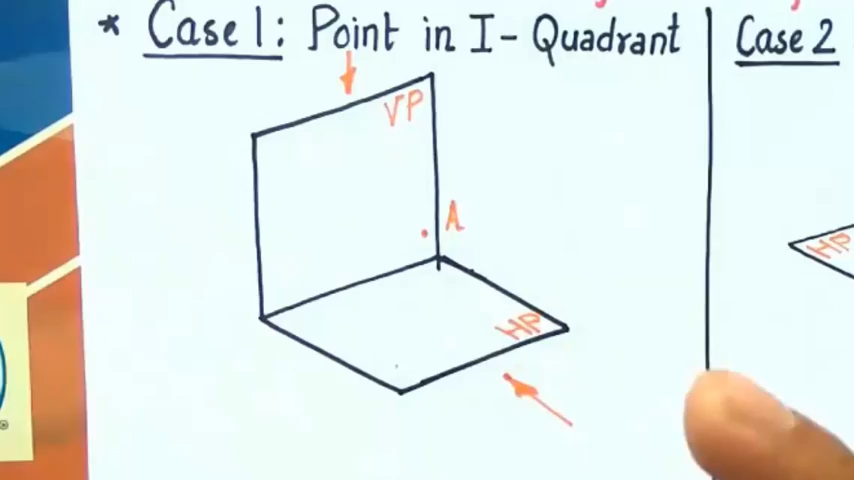 * Case 1: Point in I - Quadrant
Case 2
VP
A
HP
HP
®